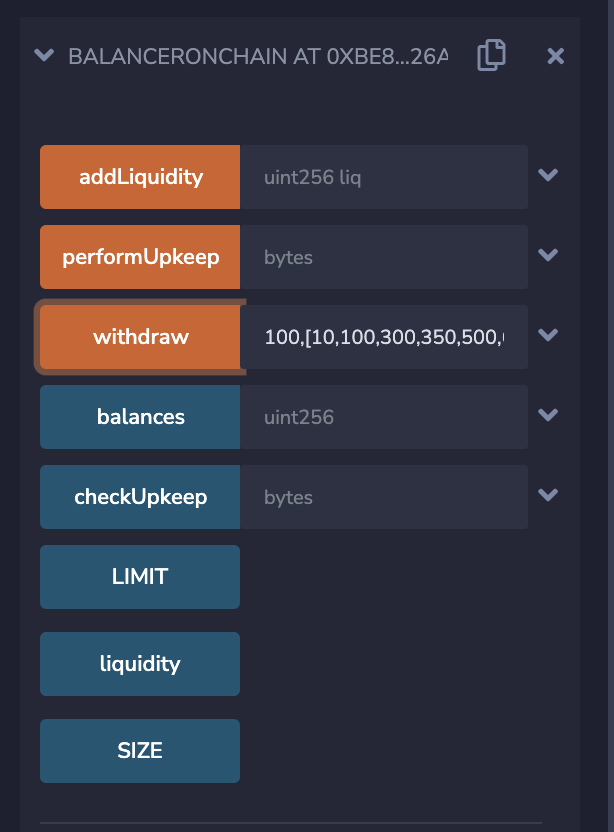 BALANCERONCHAIN AT 0XBE8...26A
addLiquidity uint256 liq
performUpkeep bytes
withdraw 100,[10,100,300,350,500,
balances uint256
checkUpkeep bytes
LIMIT
liquidity
SIZE